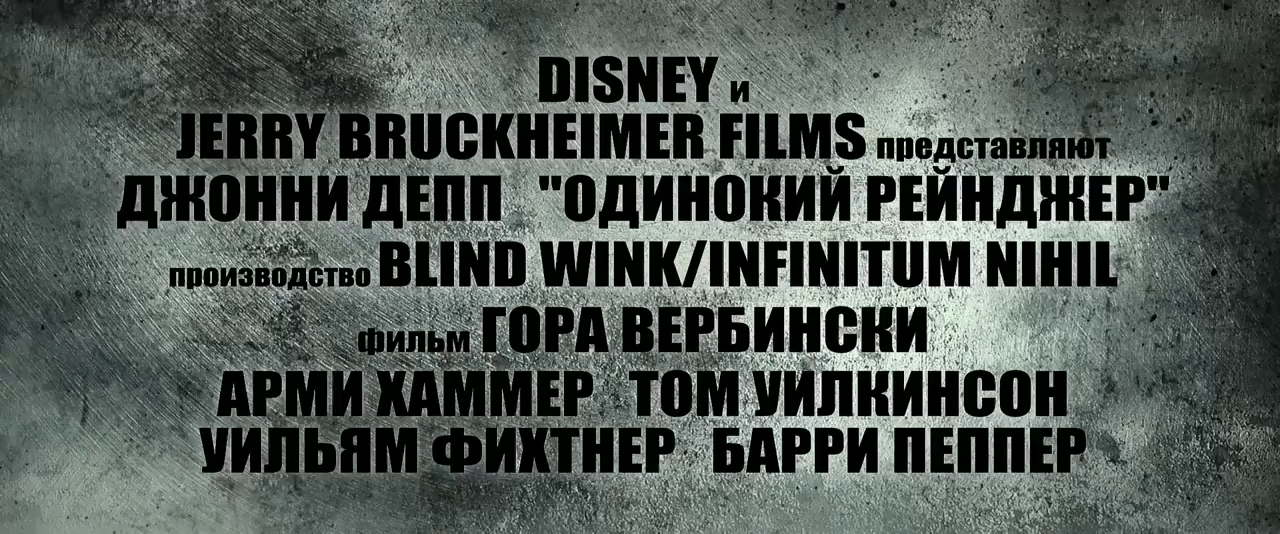 DISNEY и
JERRY BRUCKHEIMER FILMS представляют
ДЖОННИ ДЕПП "ОДИНОКИЙ РЕЙНДЖЕР"
производство BLIND WINK/INFINITUM NIHIL
фильм ГОРА ВЕРБИНСКИ
АРМИ ХАММЕР ТОМ УИЛКИНСОН
УИЛЬЯМ ФИХТНЕР БАРРИ ПЕППЕР